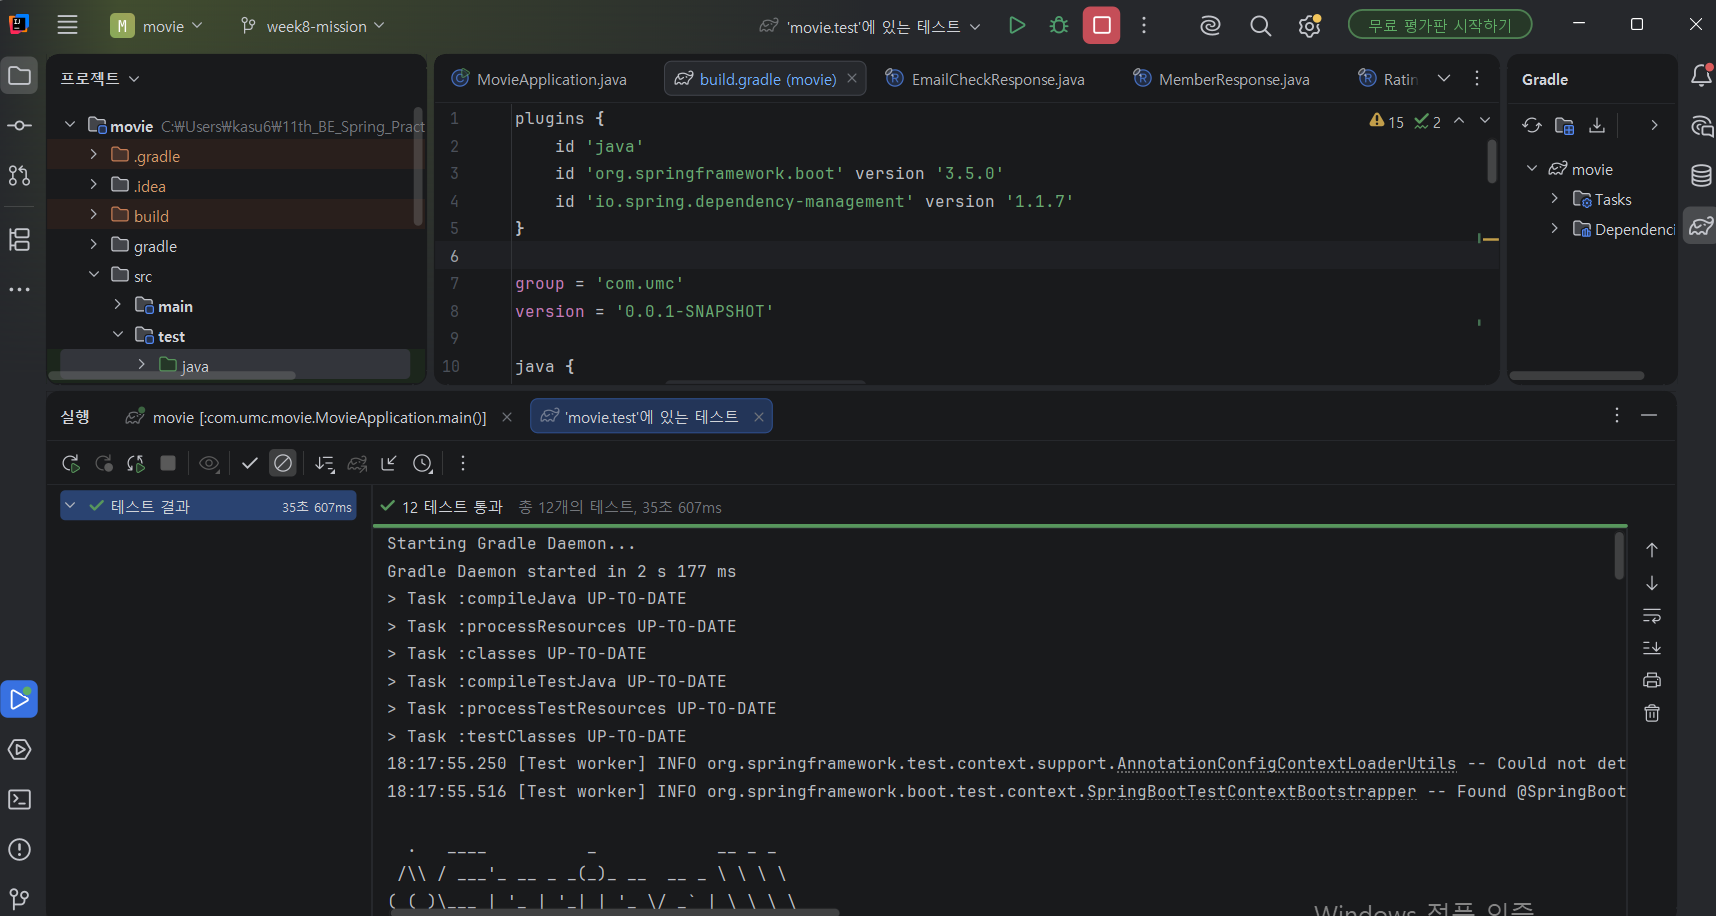 M movie week8-mission 'movie.test'에 있는 테스트 무료 평가판 시작하기
프로젝트
movie C:₩Users₩kasu6₩11th_BE_Spring_Pract
.gradle
.idea
build
gradle
src
main
test
java
MovieApplication.java build.gradle (movie) EmailCheckResponse.java MemberResponse.java Ratin
15 2
1 plugins {
2 id 'java'
3 id 'org.springframework.boot' version '3.5.0'
4 id 'io.spring.dependency-management' version '1.1.7'
5 }
6
7 group = 'com.umc'
8 version = '0.0.1-SNAPSHOT'
9
10 java {
Gradle
movie
Tasks
Dependenci
실행 movie [:com.umc.movie.MovieApplication.main()] 'movie.test'에 있는 테스트
테스트 결과 35초 607ms
12 테스트 통과 총 12개의 테스트, 35초 607ms
Starting Gradle Daemon...
Gradle Daemon started in 2 s 177 ms
> Task :compileJava UP-TO-DATE
> Task :processResources UP-TO-DATE
> Task :classes UP-TO-DATE
> Task :compileTestJava UP-TO-DATE
> Task :processTestResources UP-TO-DATE
> Task :testClasses UP-TO-DATE
18:17:55.250 [Test worker] INFO org.springframework.test.context.support.AnnotationConfigContextLoaderUtils -- Could not det
18:17:55.516 [Test worker] INFO org.springframework.boot.test.context.SpringBootTestContextBootstrapper -- Found @SpringBoot
Windows 정품 인증